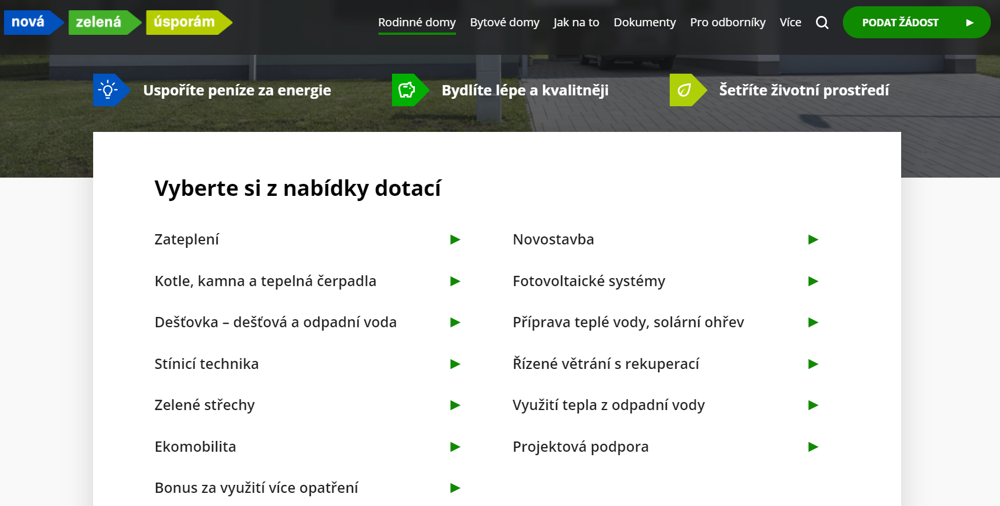 nová zelená úsporám
Rodinné domy Bytové domy Jak na to Dokumenty Pro odborníky Více PODAT ŽÁDOST
Uspoříte peníze za energie
Bydlíte lépe a kvalitněji
Šetříte životní prostředí
Vyberte si z nabídky dotací
Zateplení
Novostavba
Kotle, kamna a tepelná čerpadla
Fotovoltaické systémy
Dešťovka – dešťová a odpadní voda
Příprava teplé vody, solární ohřev
Stínicí technika
Řízené větrání s rekuperací
Zelené střechy
Využití tepla z odpadní vody
Ekomobilita
Projektová podpora
Bonus za využití více opatření